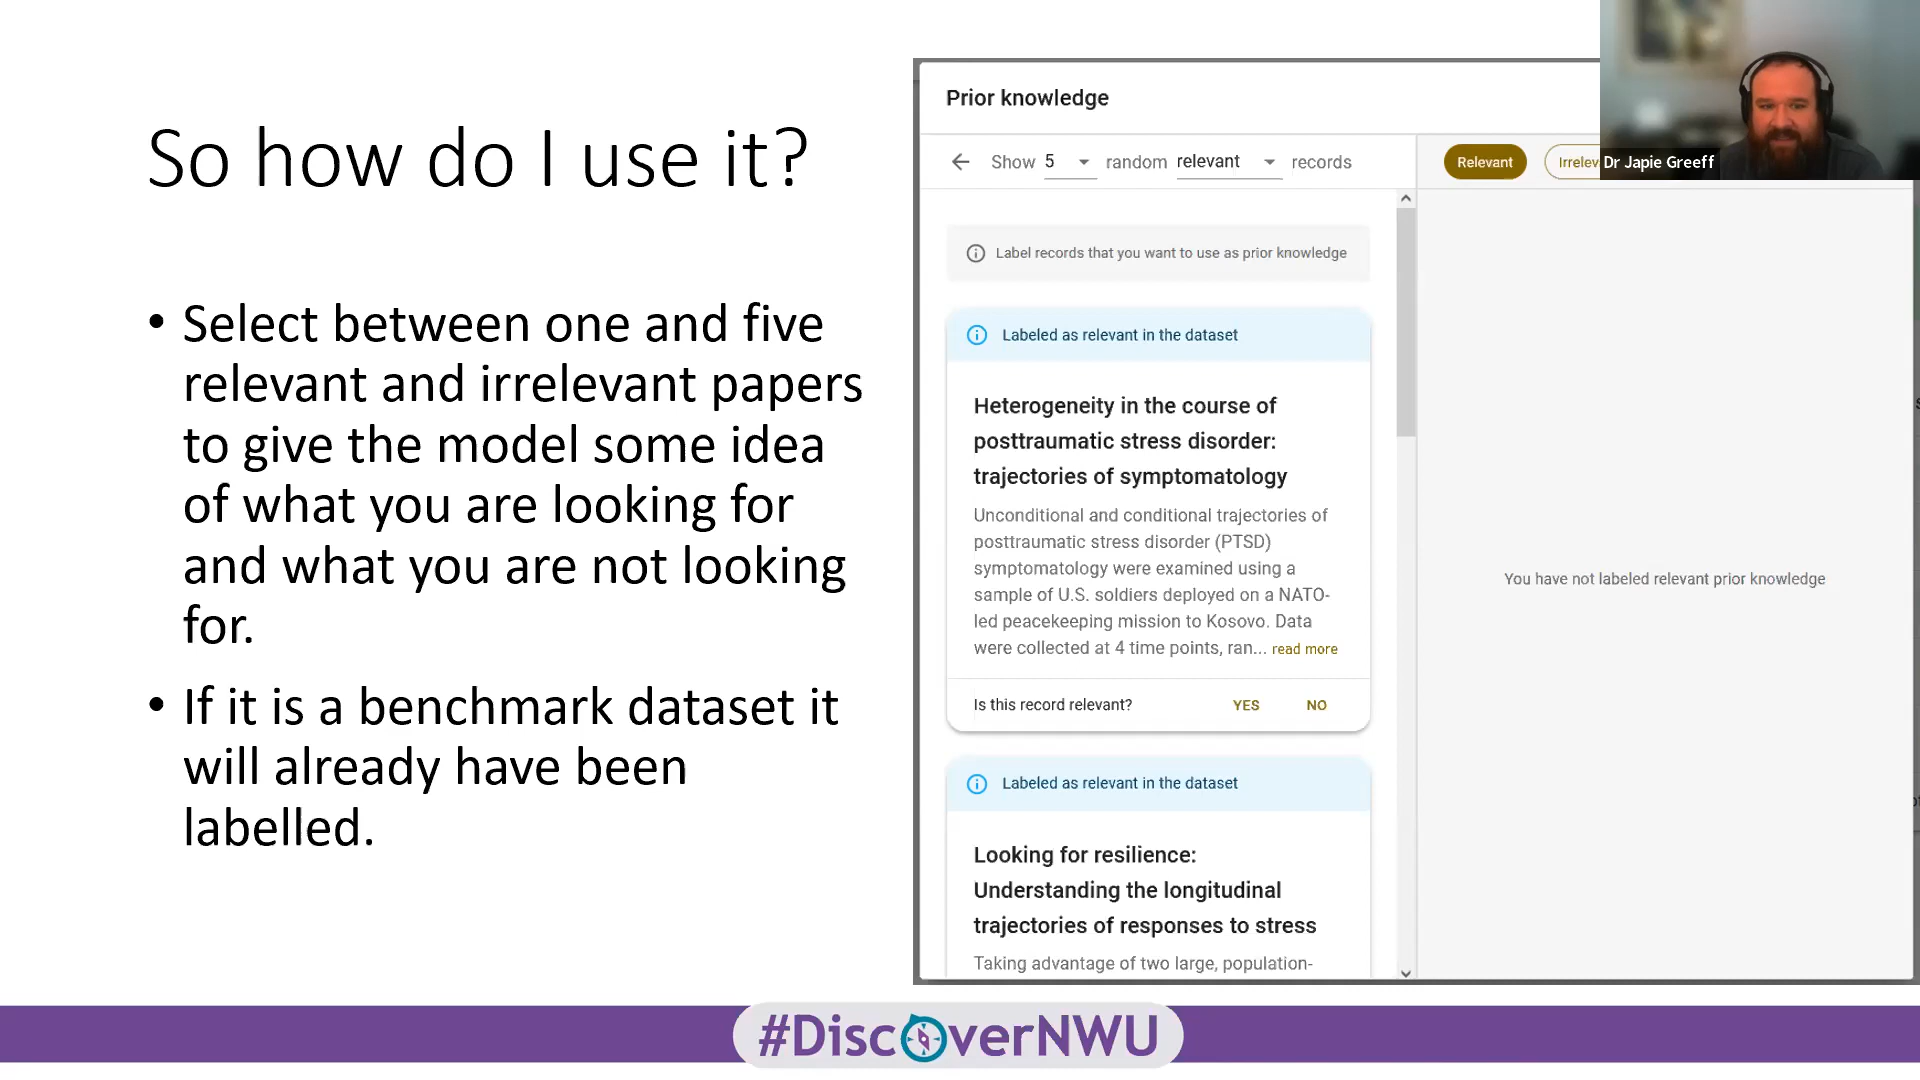 So how do I use it?
• Select between one and five
relevant and irrelevant papers
to give the model some idea
of what you are looking for
and what you are not looking
for.
• If it is a benchmark dataset it
will already have been
labelled.
Prior knowledge
Show 5 random relevant records
Label records that you want to use as prior knowledge
Labeled as relevant in the dataset
Heterogeneity in the course of
posttraumatic stress disorder:
trajectories of symptomatology
Unconditional and conditional trajectories of
posttraumatic stress disorder (PTSD)
symptomatology were examined using a
sample of U.S. soldiers deployed on a NATO-
led peacekeeping mission to Kosovo. Data
were collected at 4 time points, ran... read more
Is this record relevant? YES NO
Labeled as relevant in the dataset
Looking for resilience:
Understanding the longitudinal
trajectories of responses to stress
Taking advantage of two large, population-
Relevant
Dr Japie Greeff
You have not labeled relevant prior knowledge
#DiscoverNWU